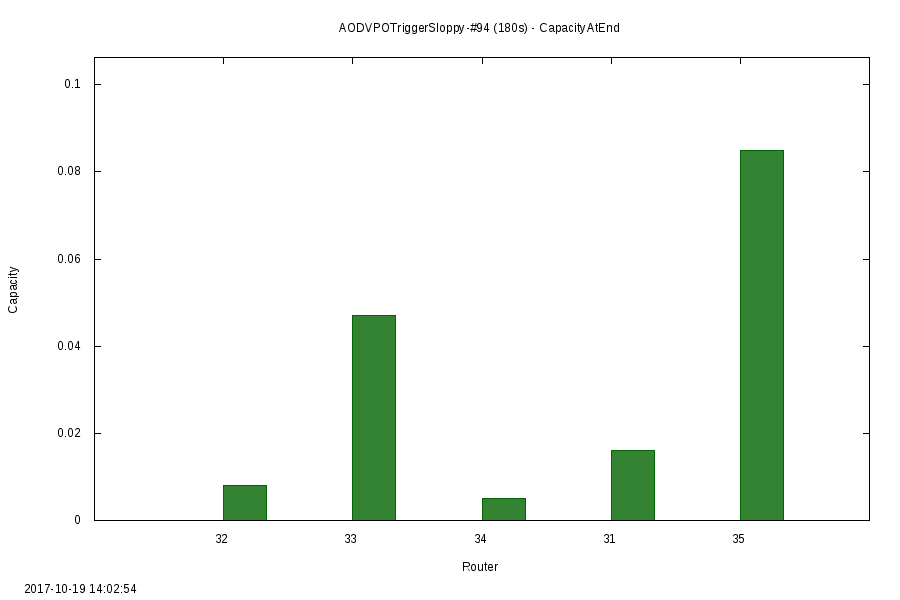 AODVPOTriggerSloppy-#94 (180s) - CapacityAtEnd
0.1
0.08
0.06
0.04
0.02
0
Capacity
32 33 34 31 35
Router
2017-10-19 14:02:54